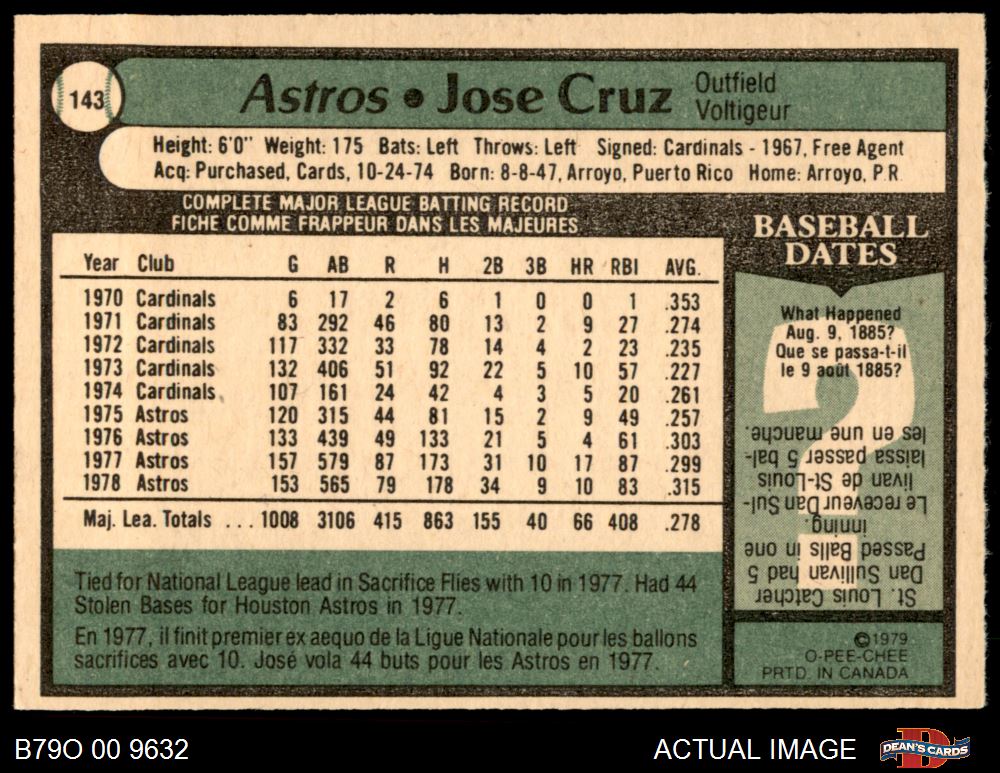 143
Astros • Jose Cruz
Outfield
Voltigeur
Height: 6'0" Weight: 175 Bats: Left Throws: Left Signed: Cardinals - 1967, Free Agent
Acq: Purchased, Cards, 10-24-74 Born: 8-8-47, Arroyo, Puerto Rico Home: Arroyo, P.R.
COMPLETE MAJOR LEAGUE BATTING RECORD
FICHE COMME FRAPPEUR DANS LES MAJEURES
Year Club G AB R H 2B 3B HR RBI AVG.
1970 Cardinals 6 17 2 6 1 0 0 1 .353
1971 Cardinals 83 292 46 80 13 2 9 27 .274
1972 Cardinals 117 332 33 78 14 4 2 23 .235
1973 Cardinals 132 406 51 92 22 5 10 57 .227
1974 Cardinals 107 161 24 42 4 3 5 20 .261
1975 Astros 120 315 44 81 15 2 9 49 .257
1976 Astros 133 439 49 133 21 5 4 61 .303
1977 Astros 157 579 87 173 31 10 17 87 .299
1978 Astros 153 565 79 178 34 9 10 83 .315
Maj. Lea. Totals ... 1008 3106 415 863 155 40 66 408 .278
Tied for National League lead in Sacrifice Flies with 10 in 1977. Had 44
Stolen Bases for Houston Astros in 1977.
En 1977, il finit premier ex aequo de la Ligue Nationale pour les ballons
sacrifices avec 10. José vola 44 buts pour les Astros en 1977.
BASEBALL
DATES
What Happened
Aug. 9, 1885?
Que se passa-t-il
le 9 août 1885?
St. Louis Catcher
Dan Sullivan had 5
Passed Balls in one
inning.
Le receveur Dan Sul-
livan de St-Louis
laissa passer 5 bal-
les en une manche.
©1979
O-PEE-CHEE
PRTD. IN CANADA
B79O 00 9632
ACTUAL IMAGE
DEAN'S CARDS